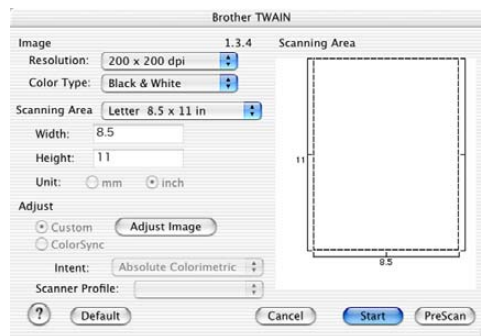 Brother TWAIN
Image 1.3.4
Resolution: 200 x 200 dpi
Color Type: Black & White
Scanning Area Letter 8.5 x 11 in
Width: 8.5
Height: 11
Unit: mm inch
Adjust
Custom Adjust Image
ColorSync
Intent: Absolute Colorimetric
Scanner Profile:
Scanning Area
11
8.5
? Default Cancel Start PreScan